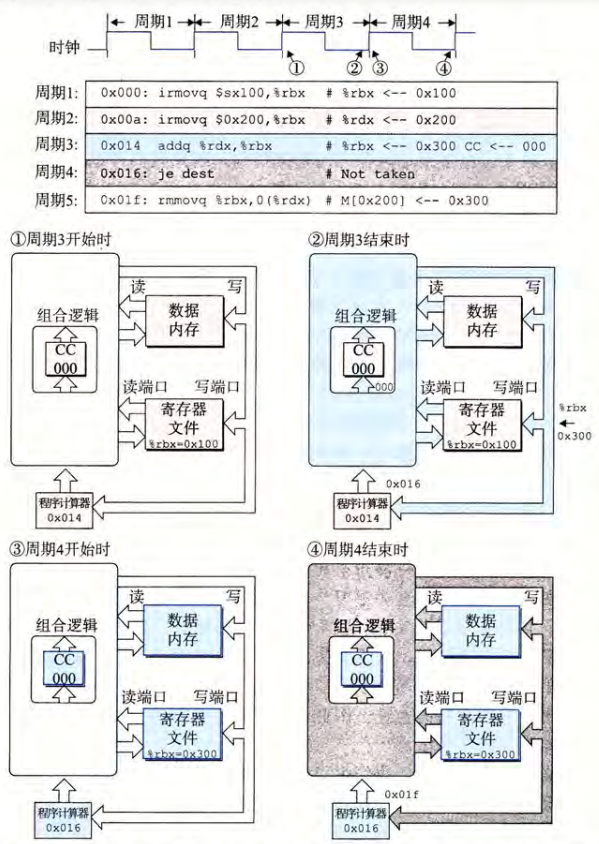 周期1 周期2 周期3 周期4
时钟
① ② ③ ④
周期1: 0x000: irmovq $sx100,%rbx # %rbx <-- 0x100
周期2: 0x00a: irmovq $0x200,%rbx # %rdx <-- 0x200
周期3: 0x014 addq %rdx,%rbx # %rbx <-- 0x300 CC <-- 000
周期4: 0x016: je dest # Not taken
周期5: 0x01f: rmmovq %rbx,0(%rdx) # M[0x200] <-- 0x300
①周期3开始时
组合逻辑
CC
000
读 写
数据
内存
读端口 写端口
寄存器
文件
%rbx=0x100
程序计算器
0x014
②周期3结束时
组合逻辑
CC
000
000
读 写
数据
内存
读端口 写端口
寄存器
文件
%rbx=0x100
%rbx
0x300
0x016
程序计算器
0x014
③周期4开始时
组合逻辑
CC
000
读 写
数据
内存
读端口 写端口
寄存器
文件
%rbx=0x300
程序计算器
0x016
④周期4结束时
组合逻辑
CC
000
读 写
数据
内存
读端口 写端口
寄存器
文件
%rbx=0x300
0x01f
程序计算器
0x016